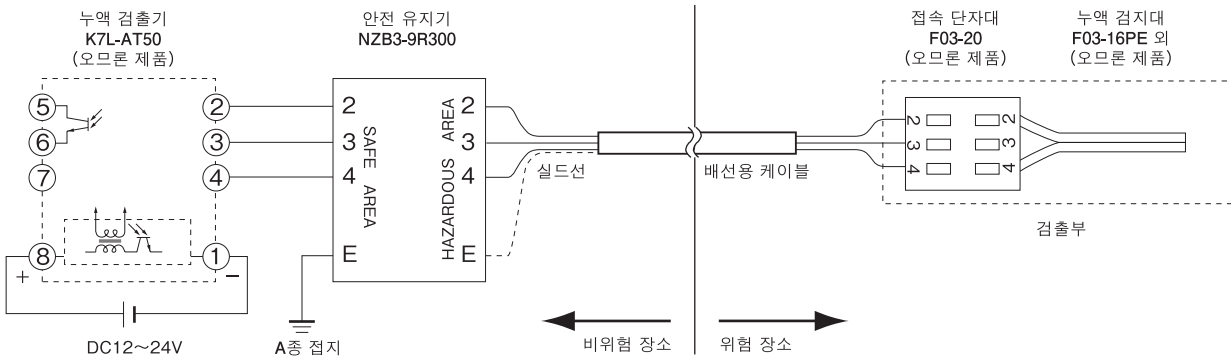 누액 검출기
K7L-AT50
(오므론 제품)
안전 유지기
NZB3-9R300
접속 단자대
F03-20
(오므론 제품)
누액 검지대
F03-16PE 외
(오므론 제품)
⑤
⑥
⑦
⑧
②
③
④
①
+
−
DC12～24V
2
3
4
E
SAFE AREA
HAZARDOUS AREA
2
3
4
E
A종 접지
실드선
배선용 케이블
2
3
4
2
3
4
검출부
비위험 장소
위험 장소